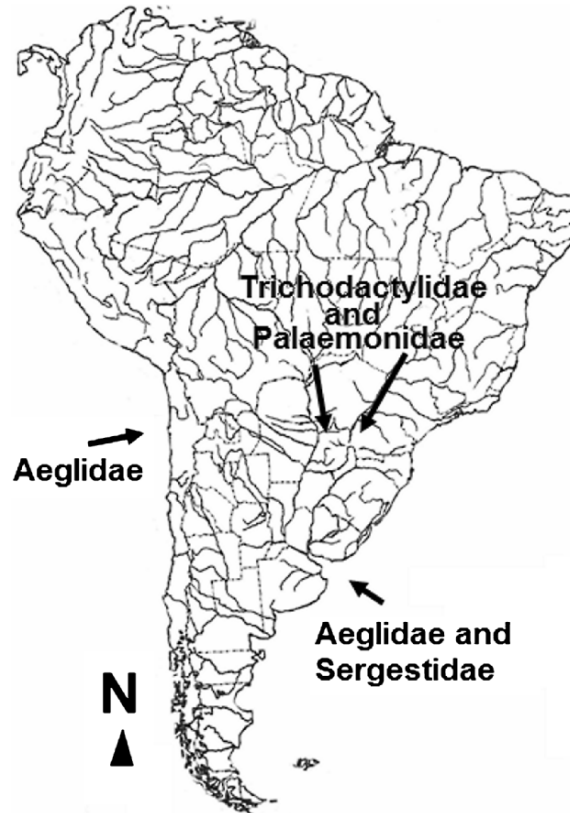 Trichodactylidae
and
Palaemonidae
Aeglidae
Aeglidae and
Sergestidae
N